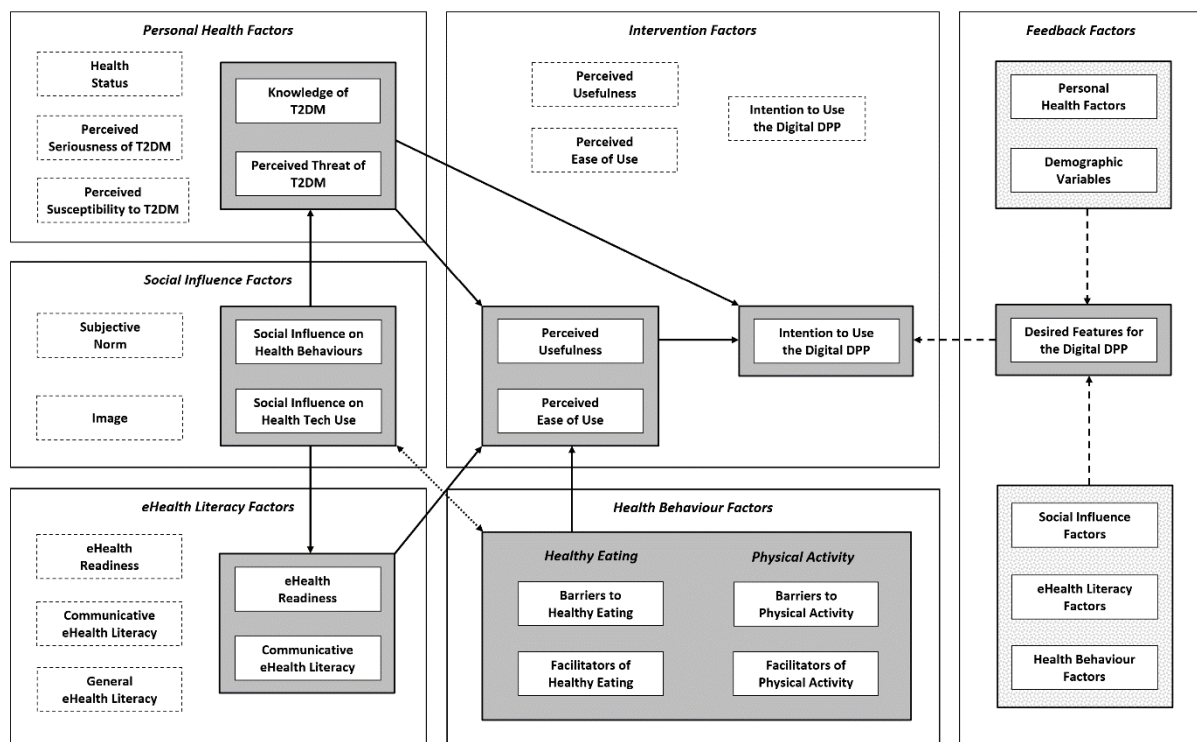 Personal Health Factors
Health
Status
Perceived
Seriousness of T2DM
Perceived
Susceptibility to T2DM
Knowledge of
T2DM
Perceived Threat of
T2DM
Social Influence Factors
Subjective
Norm
Image
Social Influence on
Health Behaviours
Social Influence on
Health Tech Use
eHealth Literacy Factors
eHealth
Readiness
Communicative
eHealth Literacy
General
eHealth Literacy
eHealth
Readiness
Communicative
eHealth Literacy
Intervention Factors
Perceived
Usefulness
Perceived
Ease of Use
Intention to Use
the Digital DPP
Perceived
Usefulness
Perceived
Ease of Use
Intention to Use
the Digital DPP
Health Behaviour Factors
Healthy Eating
Barriers to
Healthy Eating
Facilitators of
Healthy Eating
Physical Activity
Barriers to
Physical Activity
Facilitators of
Physical Activity
Feedback Factors
Personal
Health Factors
Demographic
Variables
Desired Features for
the Digital DPP
Social Influence
Factors
eHealth Literacy
Factors
Health Behaviour
Factors